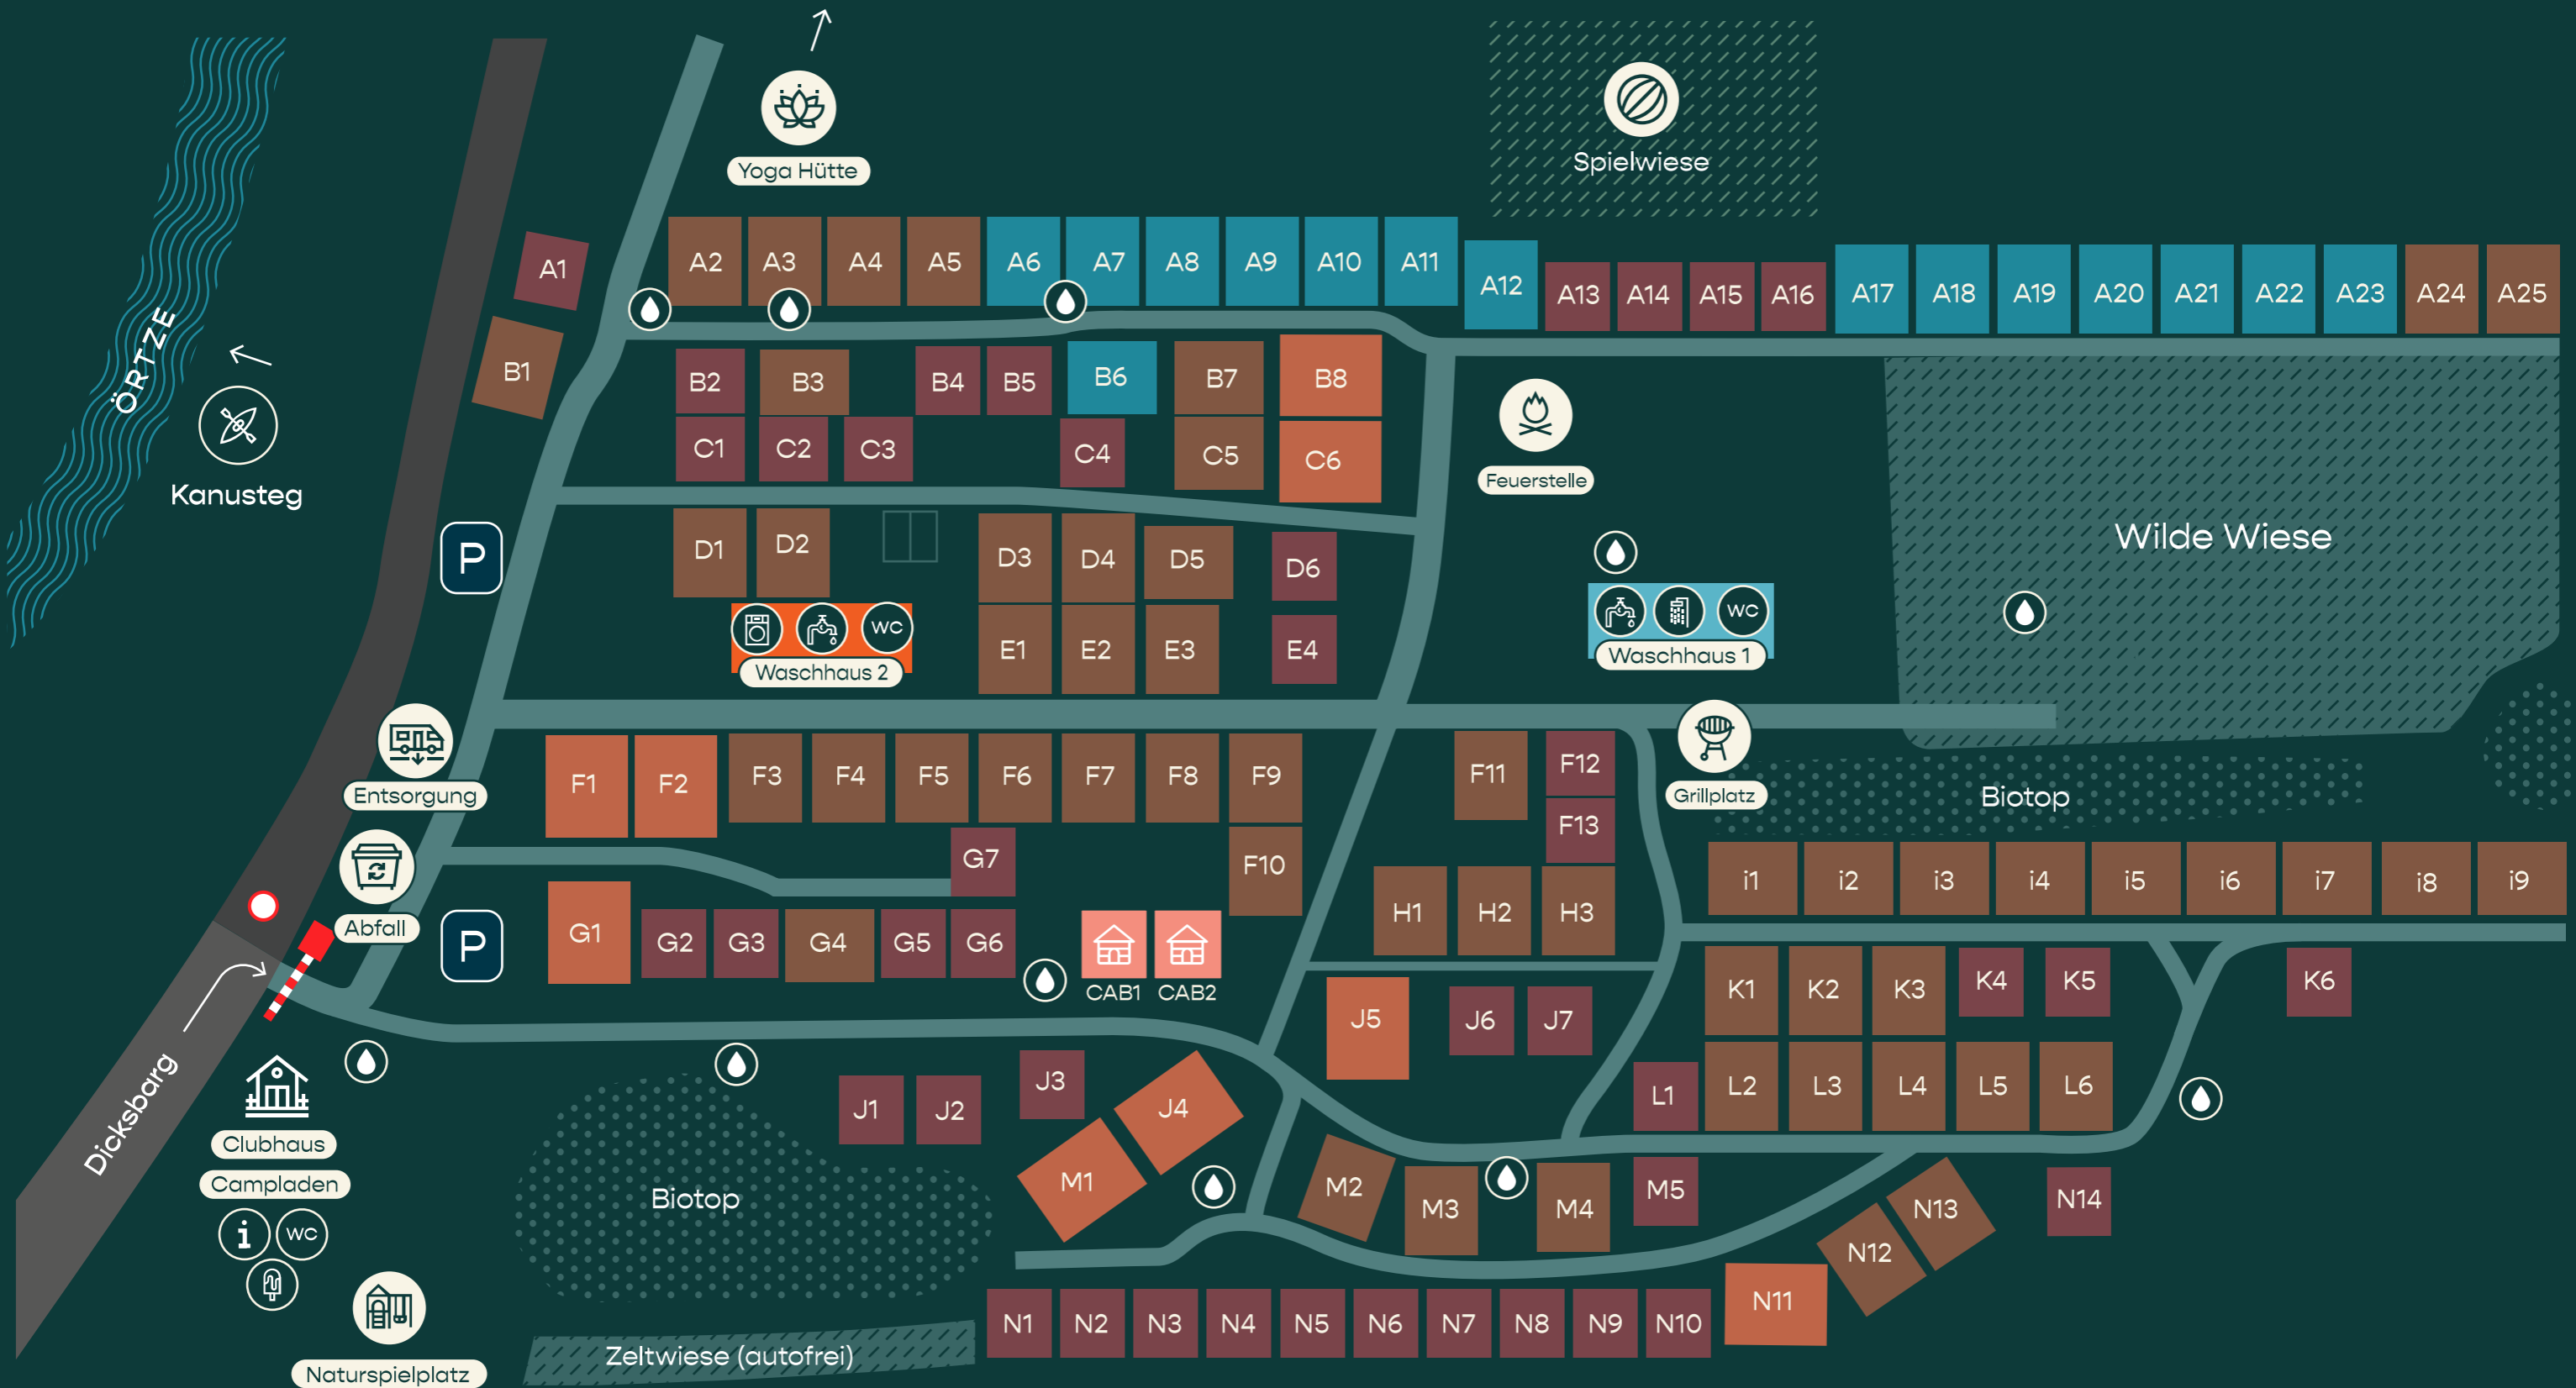 Yoga Hütte
Spielwiese
A1
A2
A3
A4
A5
A6
A7
A8
A9
A10
A11
A12
A13
A14
A15
A16
A17
A18
A19
A20
A21
A22
A23
A24
A25
ÖRTZE
Kanusteg
B1
B2
B3
B4
B5
B6
B7
B8
C1
C2
C3
C4
C5
C6
Feuerstelle
Wilde Wiese
P
D1
D2
D3
D4
D5
D6
WC
Waschhaus 2
E1
E2
E3
E4
WC
Waschhaus 1
Entsorgung
F1
F2
F3
F4
F5
F6
F7
F8
F9
F10
F11
F12
F13
Grillplatz
Biotop
Abfall
P
G1
G2
G3
G4
G5
G6
G7
CAB1
CAB2
H1
H2
H3
i1
i2
i3
i4
i5
i6
i7
i8
i9
J1
J2
J3
J4
J5
J6
J7
K1
K2
K3
K4
K5
K6
L1
L2
L3
L4
L5
L6
Dicksbarg
Clubhaus
Campladen
i
WC
Naturspielplatz
Biotop
M1
M2
M3
M4
M5
N1
N2
N3
N4
N5
N6
N7
N8
N9
N10
N11
N12
N13
N14
Zeltwiese (autofrei)